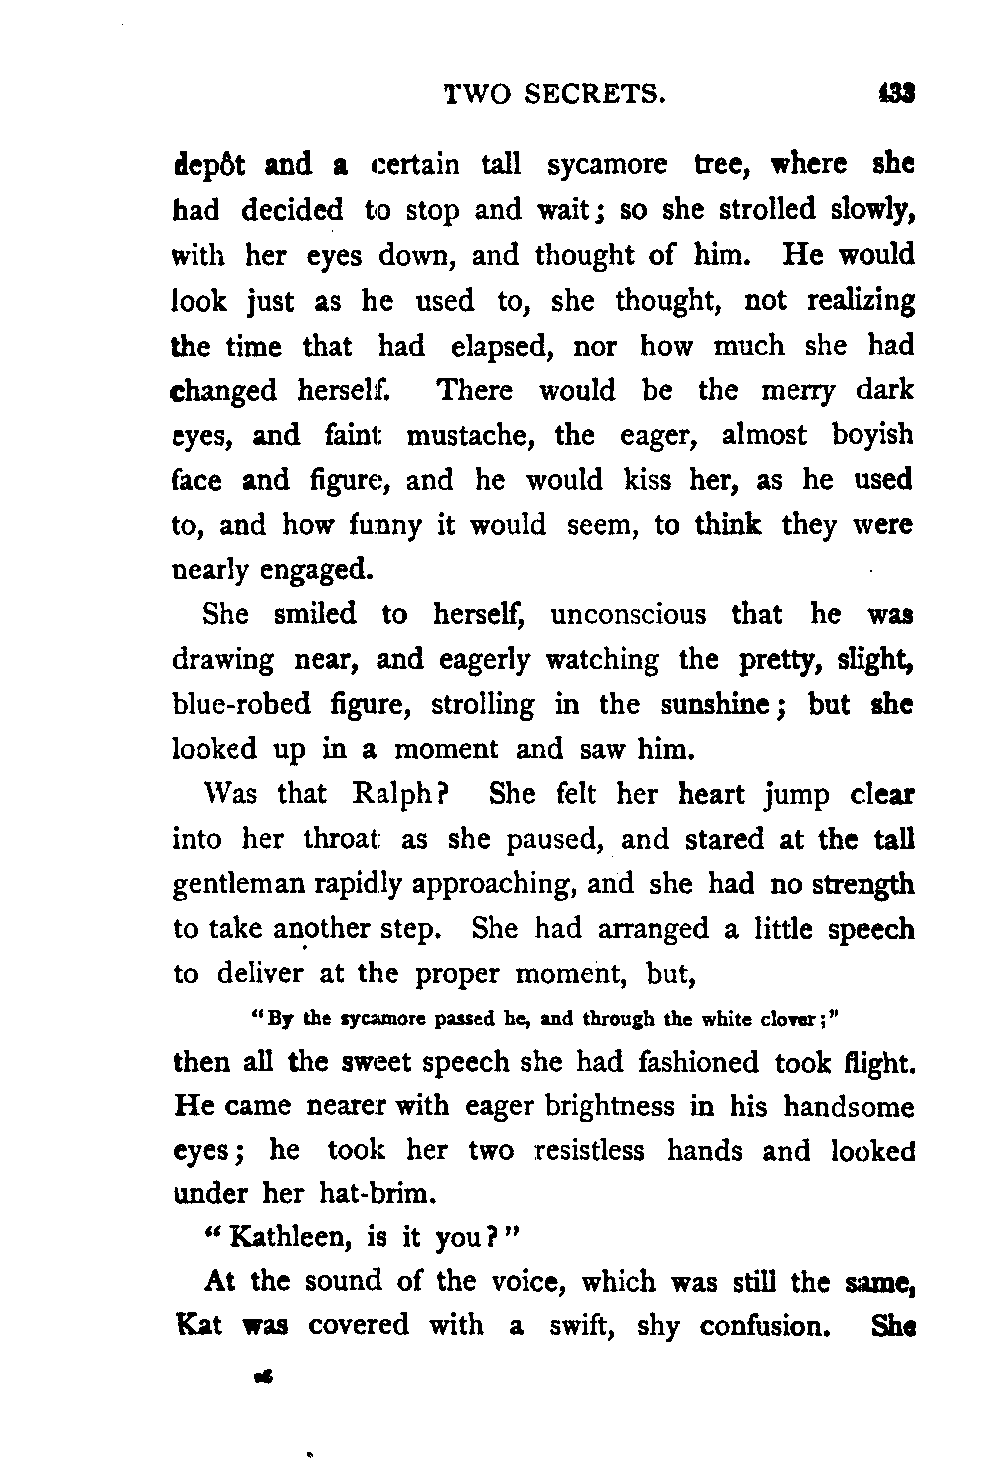 TWO SECRETS. 433
depôt and a certain tall sycamore tree, where she
had decided to stop and wait; so she strolled slowly,
with her eyes down, and thought of him. He would
look just as he used to, she thought, not realizing
the time that had elapsed, nor how much she had
changed herself. There would be the merry dark
eyes, and faint mustache, the eager, almost boyish
face and figure, and he would kiss her, as he used
to, and how funny it would seem, to think they were
nearly engaged.
She smiled to herself, unconscious that he was
drawing near, and eagerly watching the pretty, slight,
blue-robed figure, strolling in the sunshine; but she
looked up in a moment and saw him.
Was that Ralph? She felt her heart jump clear
into her throat as she paused, and stared at the tall
gentleman rapidly approaching, and she had no strength
to take another step. She had arranged a little speech
to deliver at the proper moment, but,
"By the sycamore passed he, and through the white clover;"
then all the sweet speech she had fashioned took flight.
He came nearer with eager brightness in his handsome
eyes; he took her two resistless hands and looked
under her hat-brim.
"Kathleen, is it you?"
At the sound of the voice, which was still the same,
Kat was covered with a swift, shy confusion. She